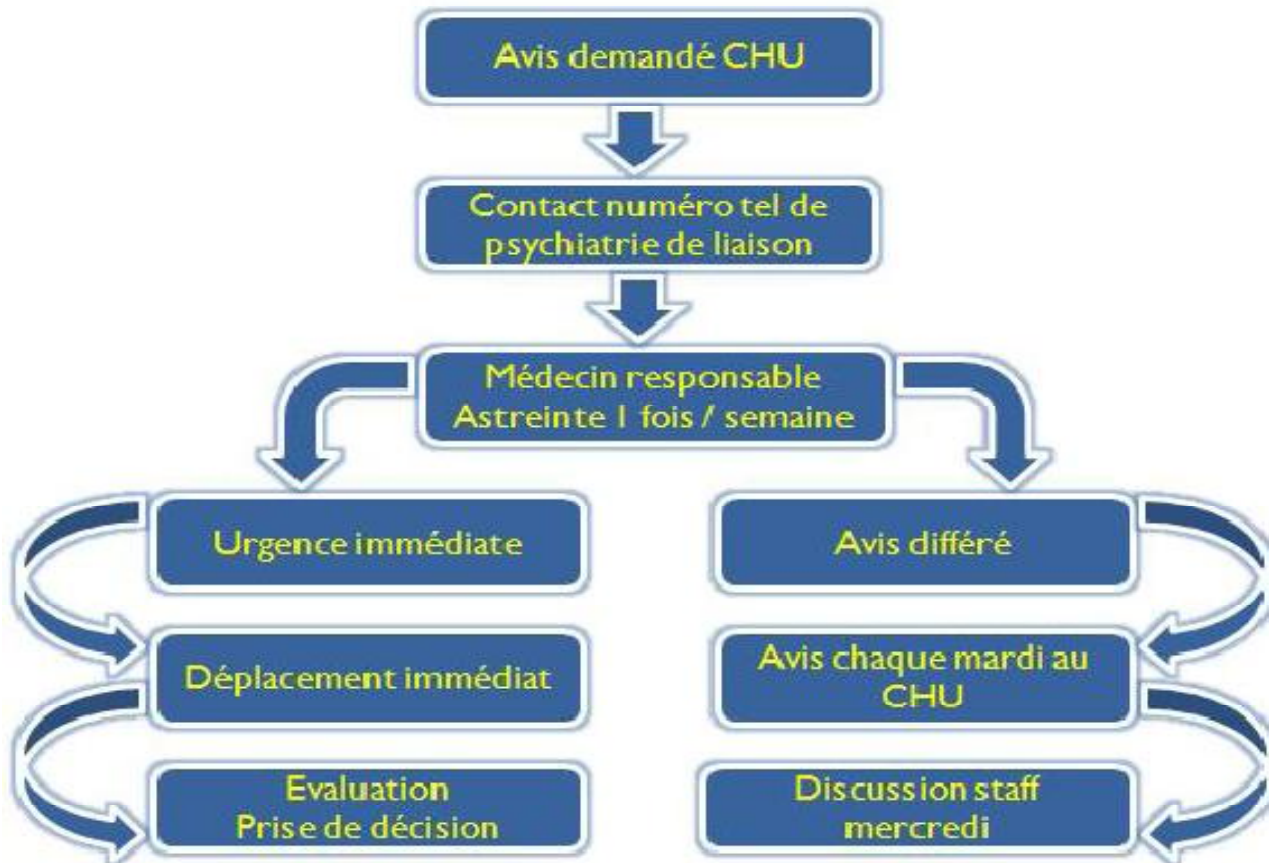 Avis demandé CHU
Contact numéro tel de
psychiatrie de liaison
Médecin responsable
Astreinte 1 fois / semaine
Urgence immédiate
Déplacement immédiat
Evaluation
Prise de décision
Avis différé
Avis chaque mardi au
CHU
Discussion staff
mercredi